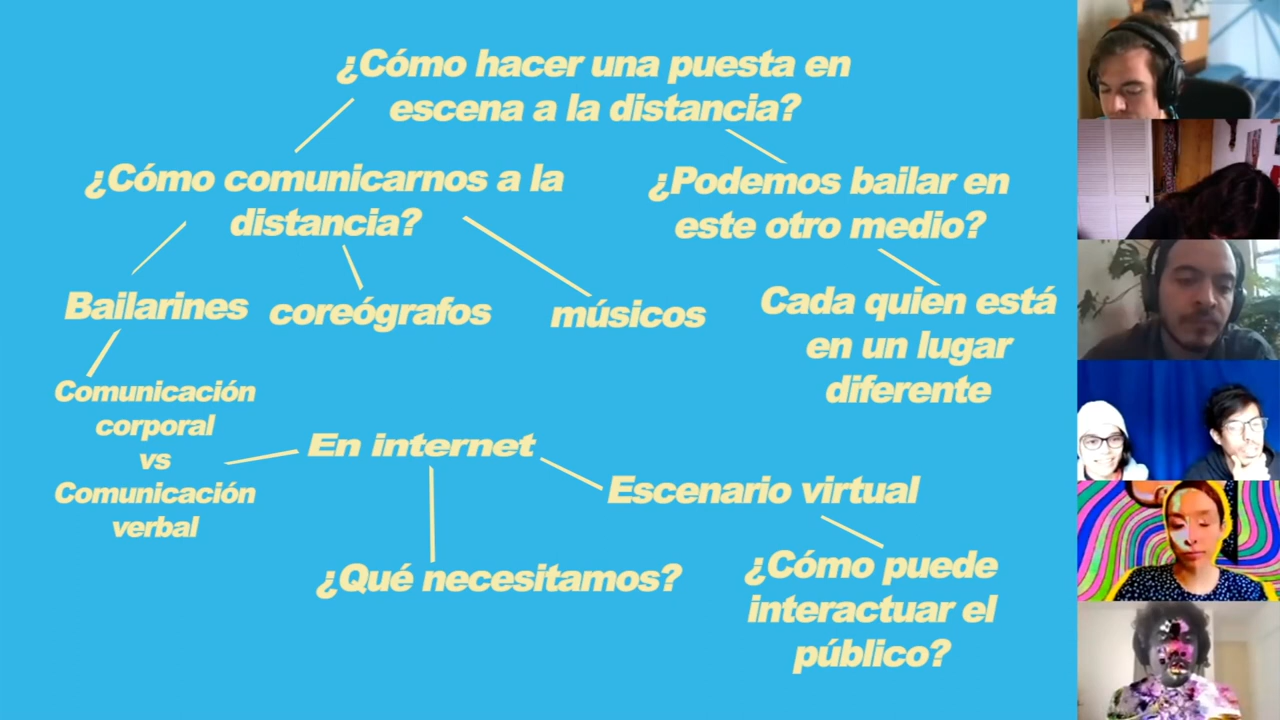 ¿Cómo hacer una puesta en
escena a la distancia?
¿Cómo comunicarnos a la
distancia?
¿Podemos bailar en
este otro medio?
Bailarines
coreógrafos
músicos
Cada quien está
en un lugar
diferente
Comunicación
corporal
vs
Comunicación
verbal
En internet
Escenario virtual
¿Qué necesitamos?
¿Cómo puede
interactuar el
público?